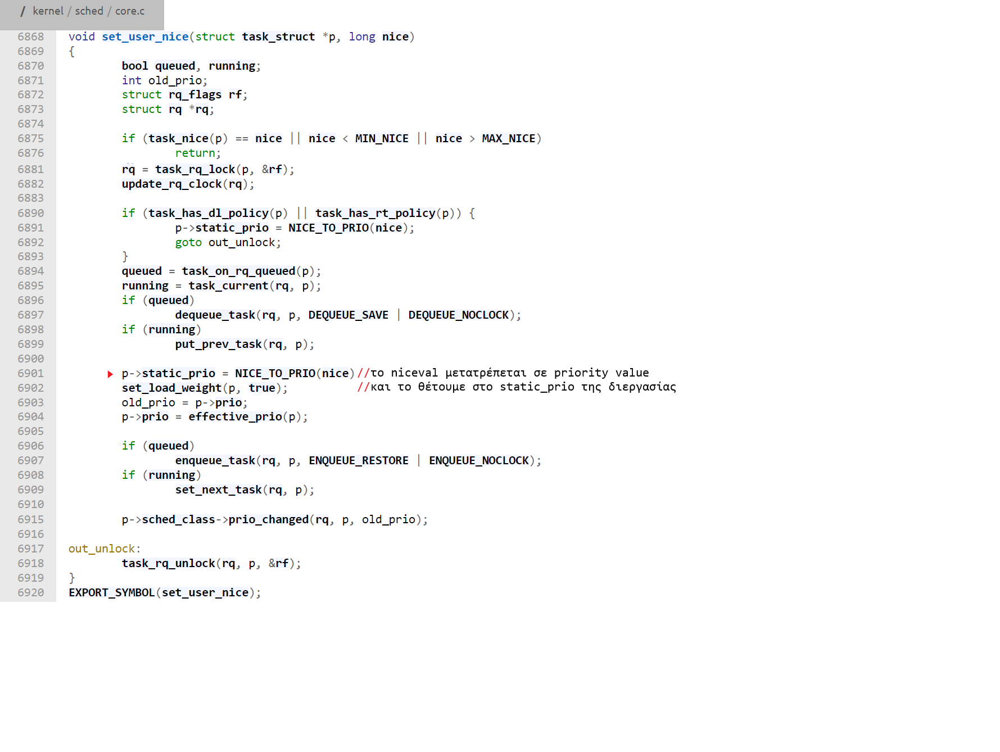 / kernel / sched / core.c
6868 void set_user_nice(struct task_struct *p, long nice)
6869 {
6870 bool queued, running;
6871 int old_prio;
6872 struct rq_flags rf;
6873 struct rq *rq;
6874
6875 if (task_nice(p) == nice || nice < MIN_NICE || nice > MAX_NICE)
6876 return;
6881 rq = task_rq_lock(p, &rf);
6882 update_rq_clock(rq);
6883
6890 if (task_has_dl_policy(p) || task_has_rt_policy(p)) {
6891 p->static_prio = NICE_TO_PRIO(nice);
6892 goto out_unlock;
6893 }
6894 queued = task_on_rq_queued(p);
6895 running = task_current(rq, p);
6896 if (queued)
6897 dequeue_task(rq, p, DEQUEUE_SAVE | DEQUEUE_NOCLOCK);
6898 if (running)
6899 put_prev_task(rq, p);
6900
6901 p->static_prio = NICE_TO_PRIO(nice) //το niceval μετατρέπεται σε priority value
6902 set_load_weight(p, true); //και το θέτουμε στο static_prio της διεργασίας
6903 old_prio = p->prio;
6904 p->prio = effective_prio(p);
6905
6906 if (queued)
6907 enqueue_task(rq, p, ENQUEUE_RESTORE | ENQUEUE_NOCLOCK);
6908 if (running)
6909 set_next_task(rq, p);
6910
6915 p->sched_class->prio_changed(rq, p, old_prio);
6916
6917 out_unlock:
6918 task_rq_unlock(rq, p, &rf);
6919 }
6920 EXPORT_SYMBOL(set_user_nice);